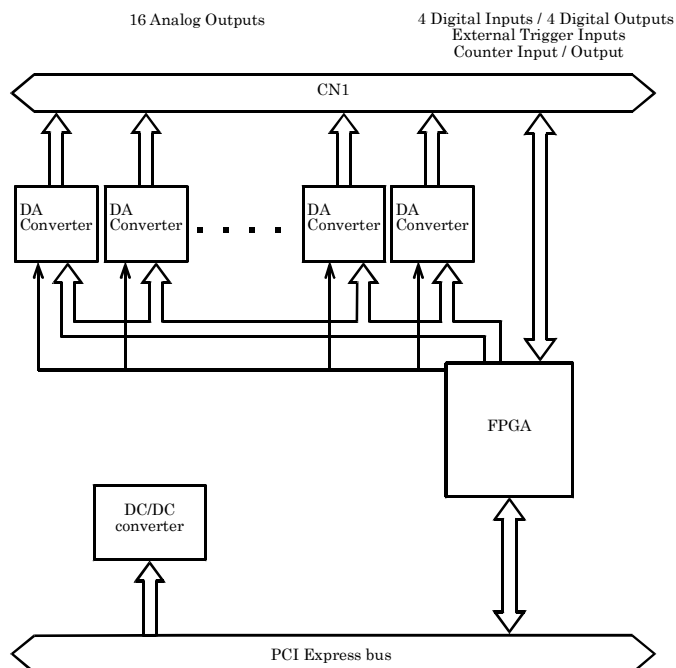 16 Analog Outputs
4 Digital Inputs / 4 Digital Outputs
External Trigger Inputs
Counter Input / Output
CN1
DA
Converter
DA
Converter
DA
Converter
DA
Converter
FPGA
DC/DC
converter
PCI Express bus